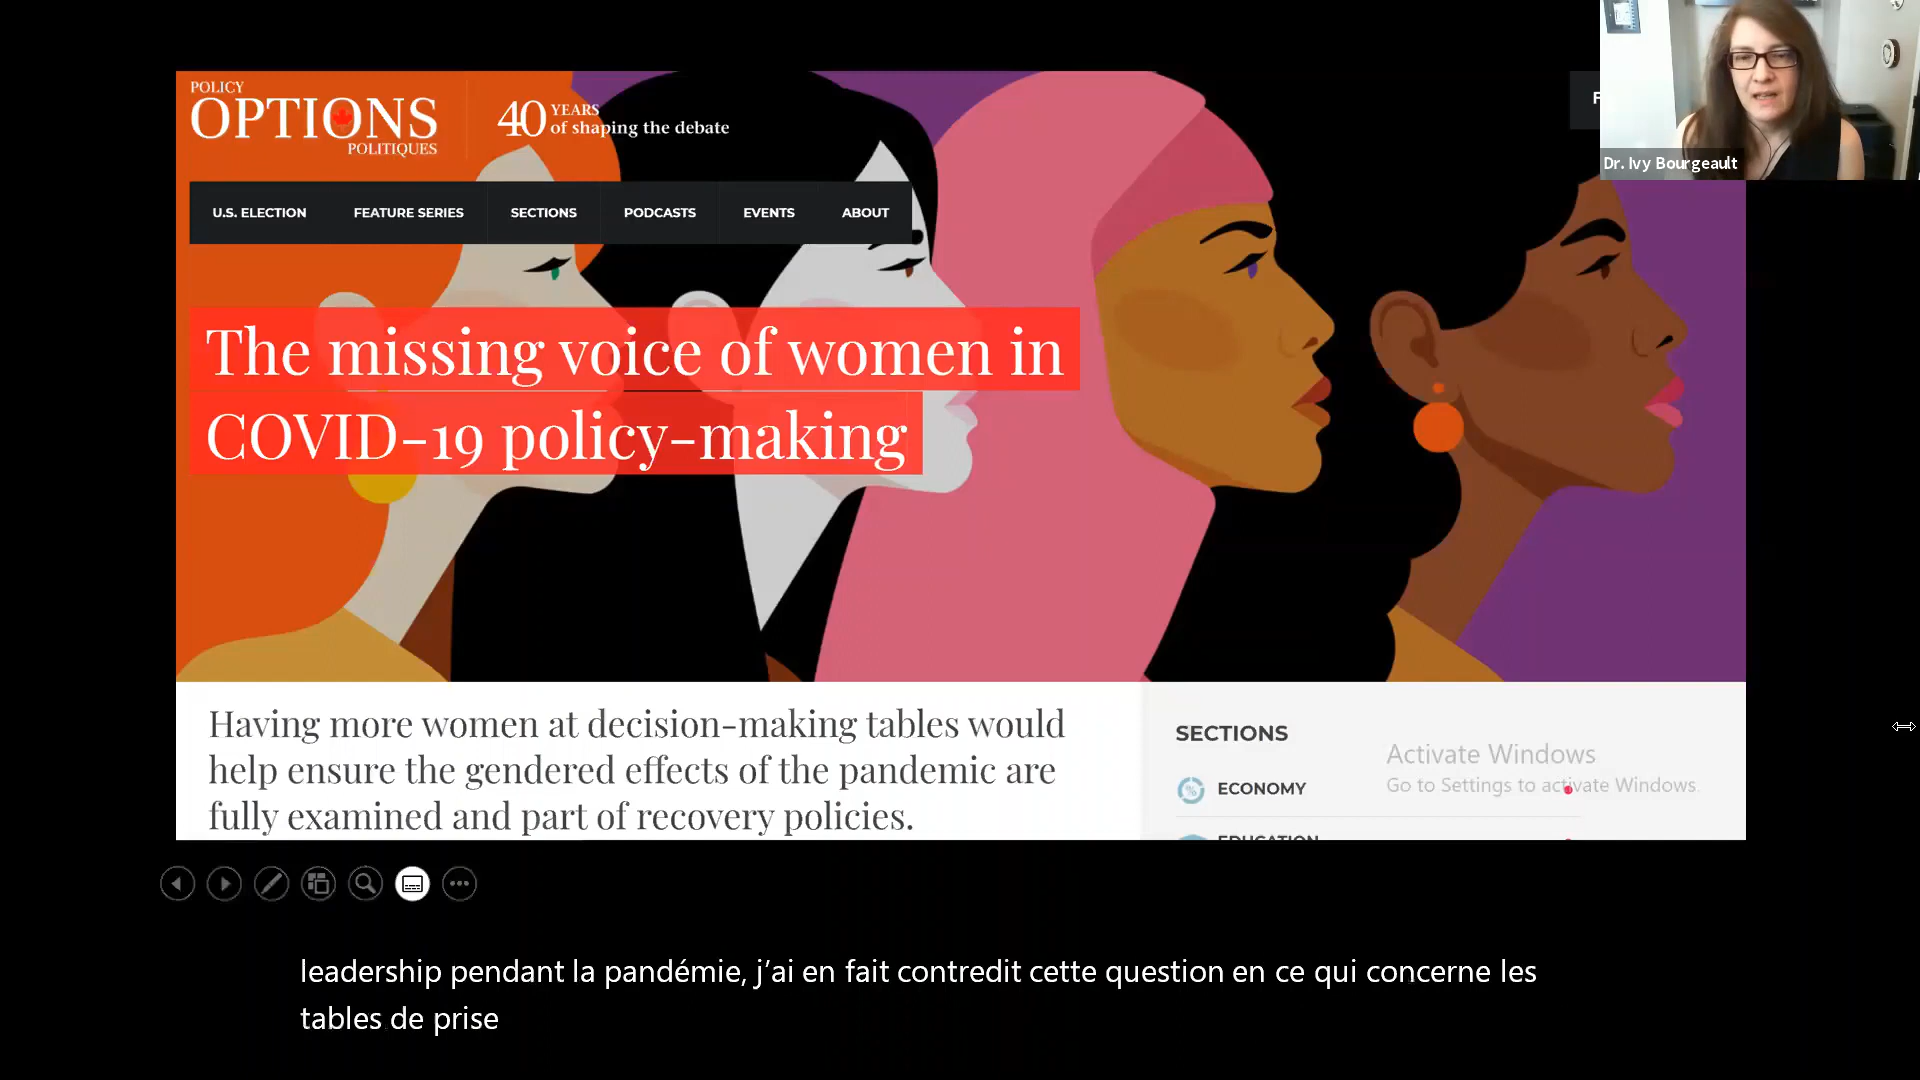 POLICY
OPTIONS
POLITIQUES
40 YEARS
of shaping the debate
F
Dr. Ivy Bourgeault
U.S. ELECTION
FEATURE SERIES
SECTIONS
PODCASTS
EVENTS
ABOUT
The missing voice of women in
COVID-19 policy-making
Having more women at decision-making tables would
help ensure the gendered effects of the pandemic are
fully examined and part of recovery policies.
SECTIONS
ECONOMY
EDUCATION
Activate Windows
Go to Settings to activate Windows.
leadership pendant la pandémie, j’ai en fait contredit cette question en ce qui concerne les
tables de prise